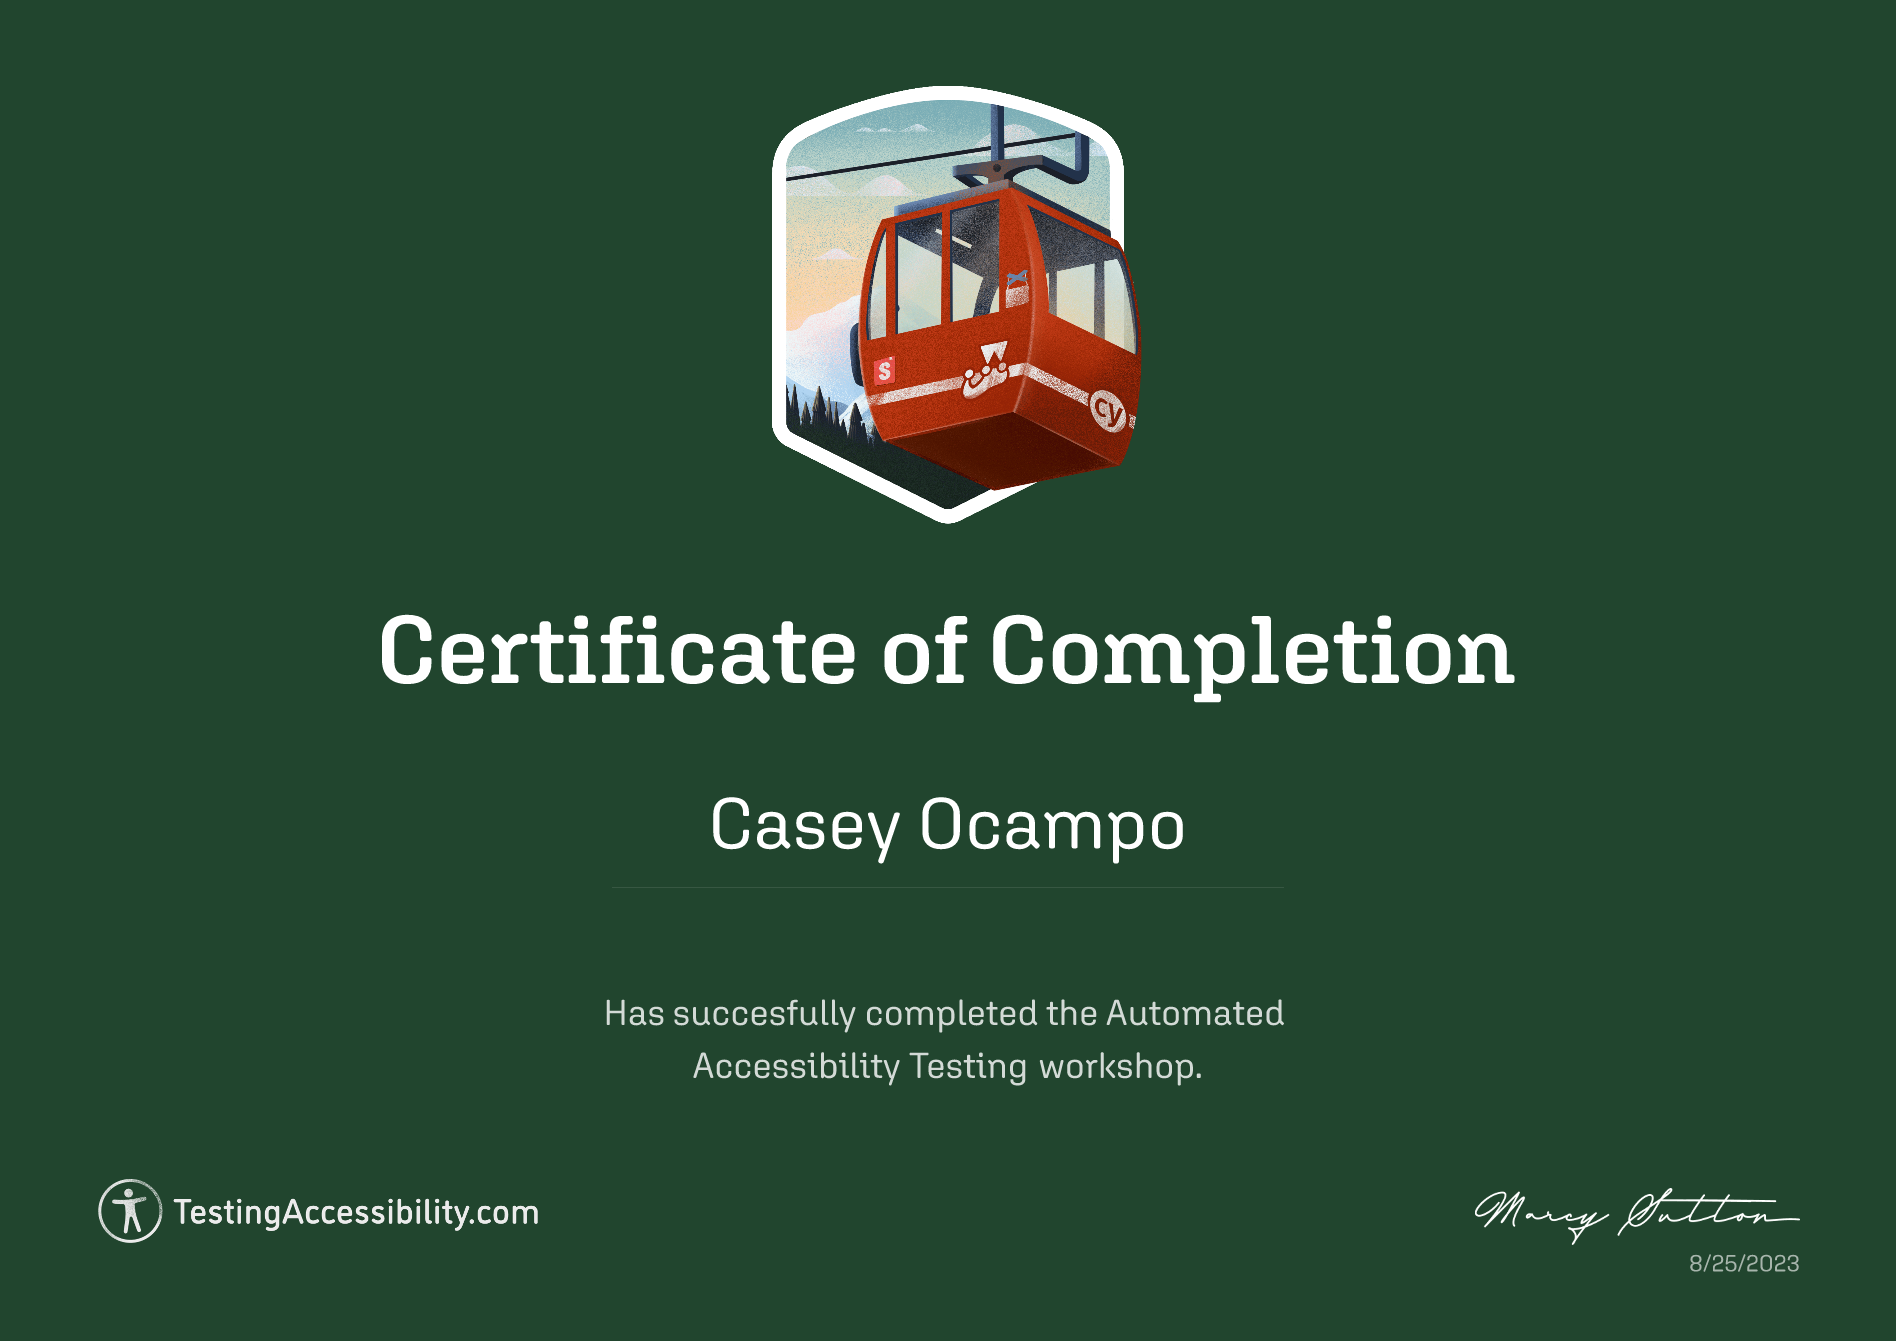 S
cy
Certificate of Completion
Casey Ocampo
Has succesfully completed the Automated
Accessibility Testing workshop.
TestingAccessibility.com
Marcy Sutton
8/25/2023